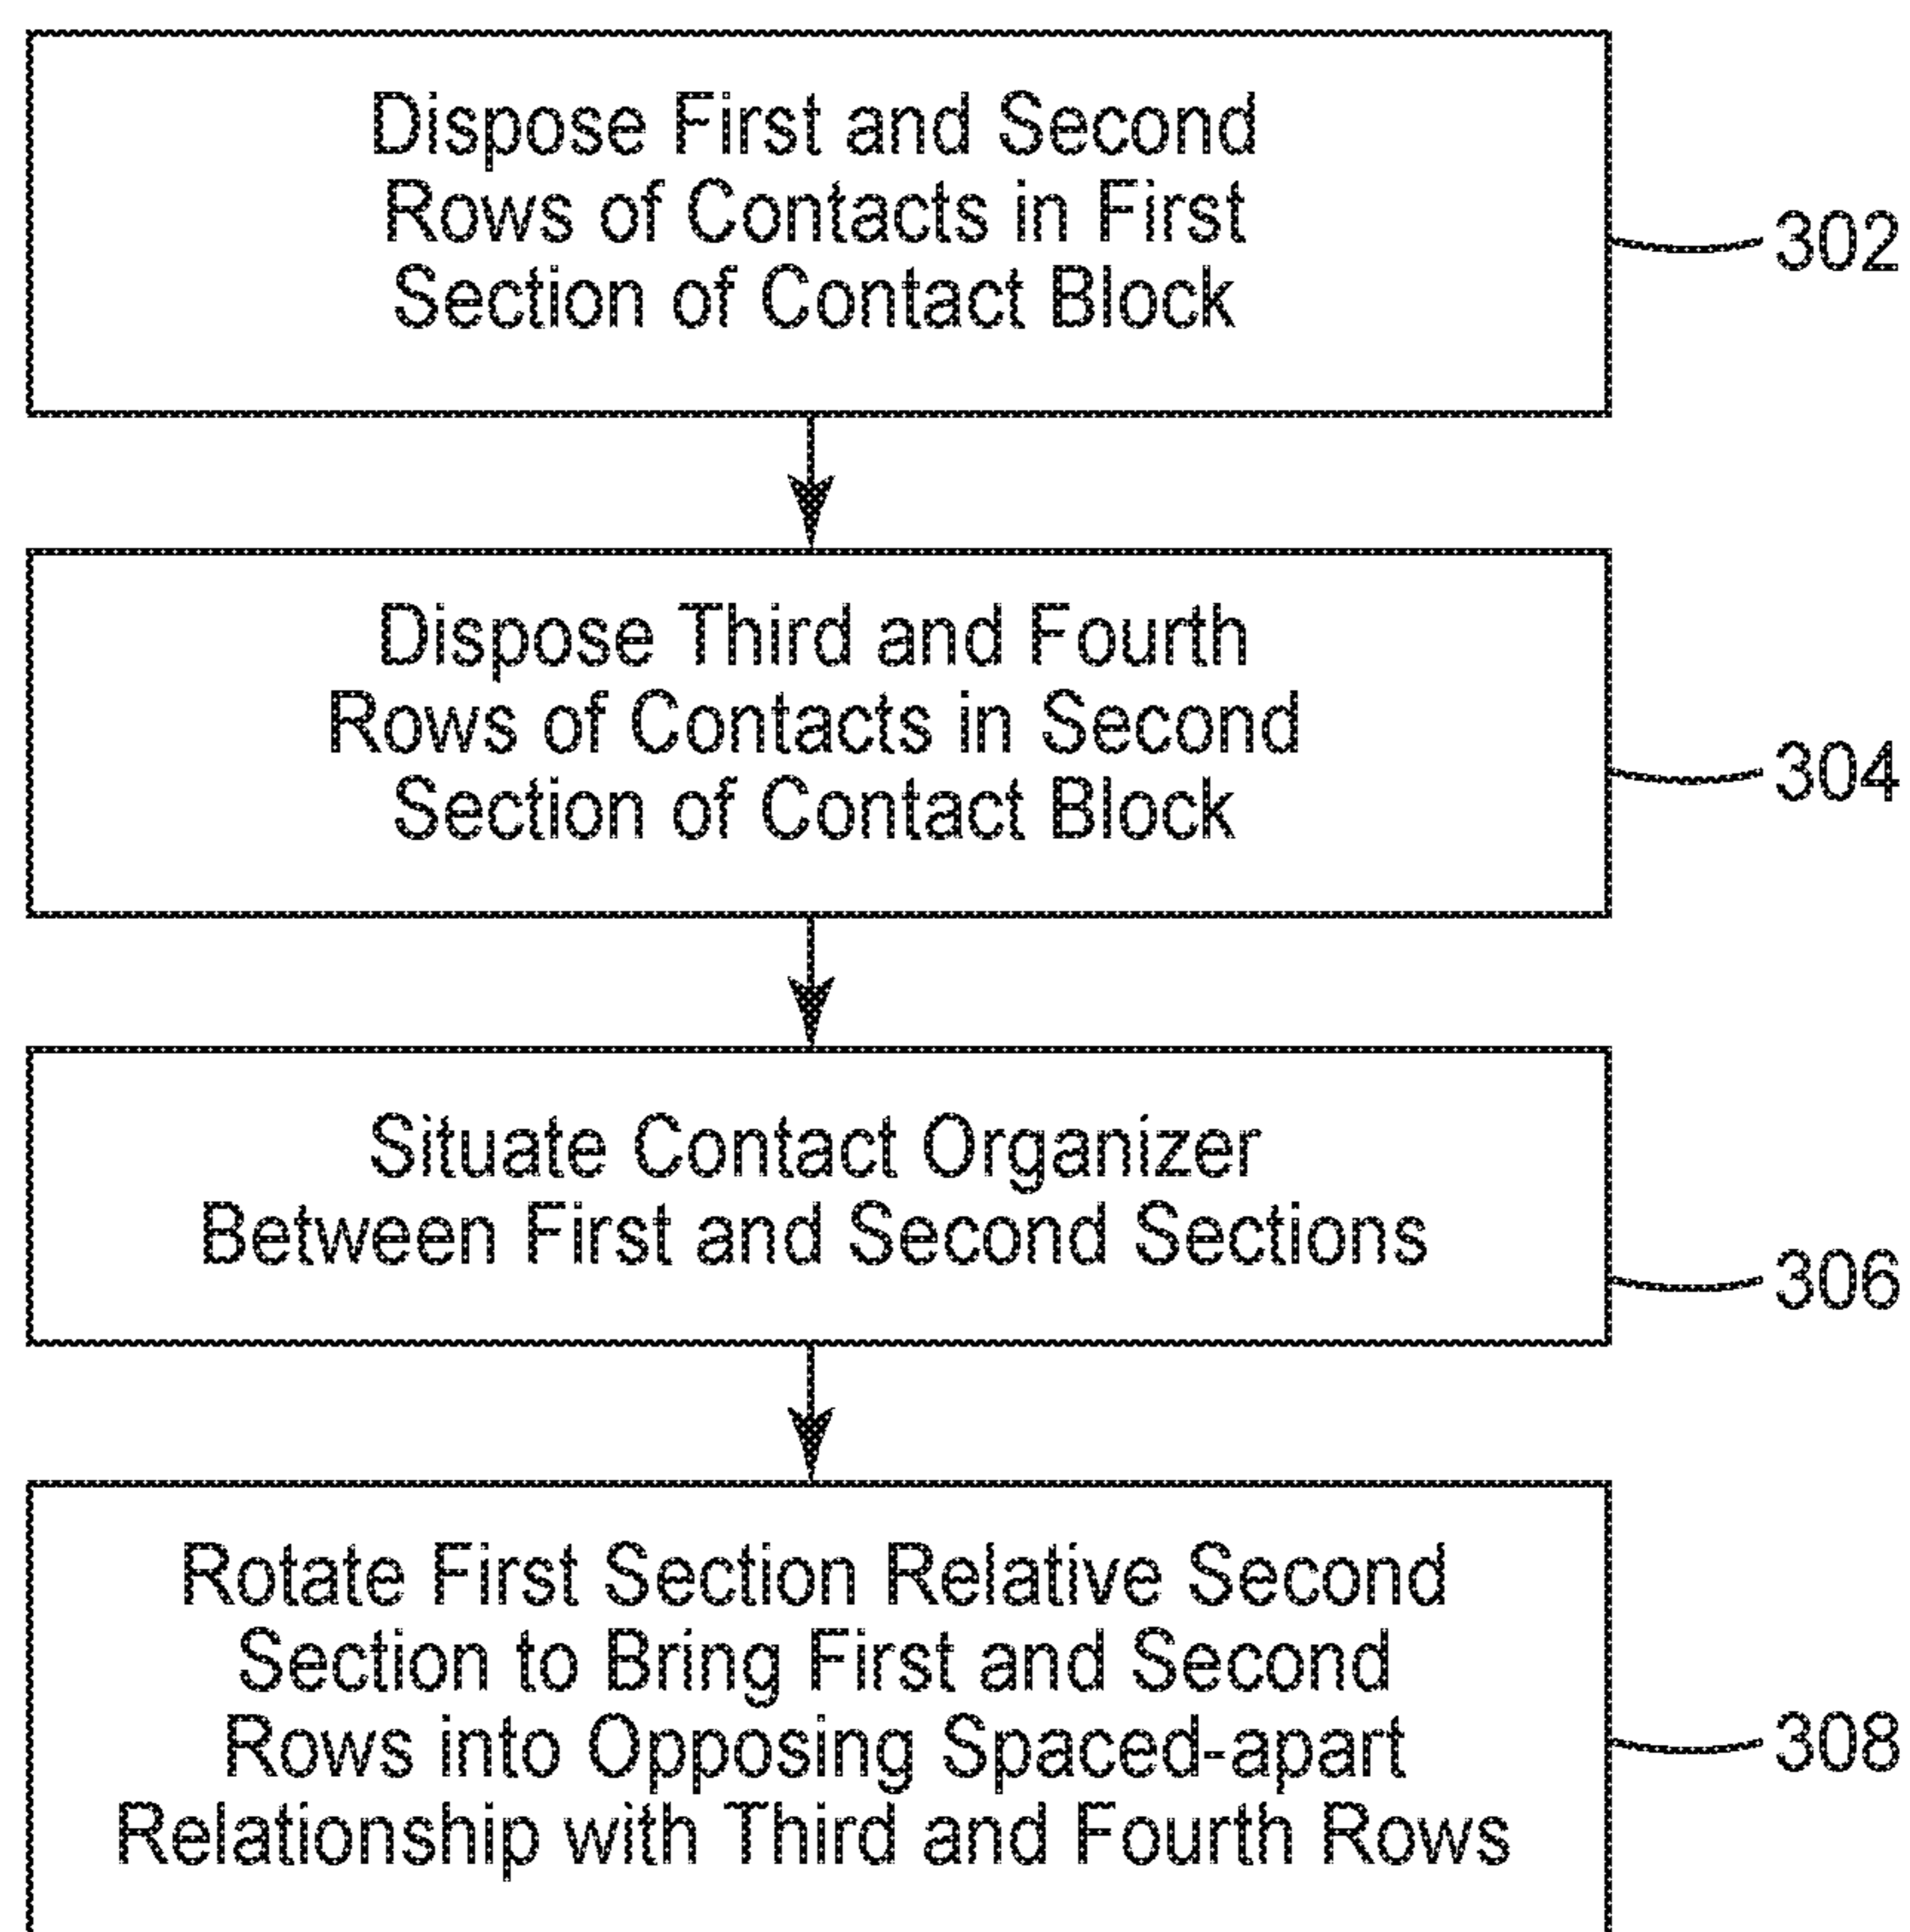 Dispose First and Second
Rows of Contacts in First
Section of Contact Block
302
Dispose Third and Fourth
Rows of Contacts in Second
Section of Contact Block
304
Situate Contact Organizer
Between First and Second Sections
306
Rotate First Section Relative Second
Section to Bring First and Second
Rows into Opposing Spaced-apart
Relationship with Third and Fourth Rows
308